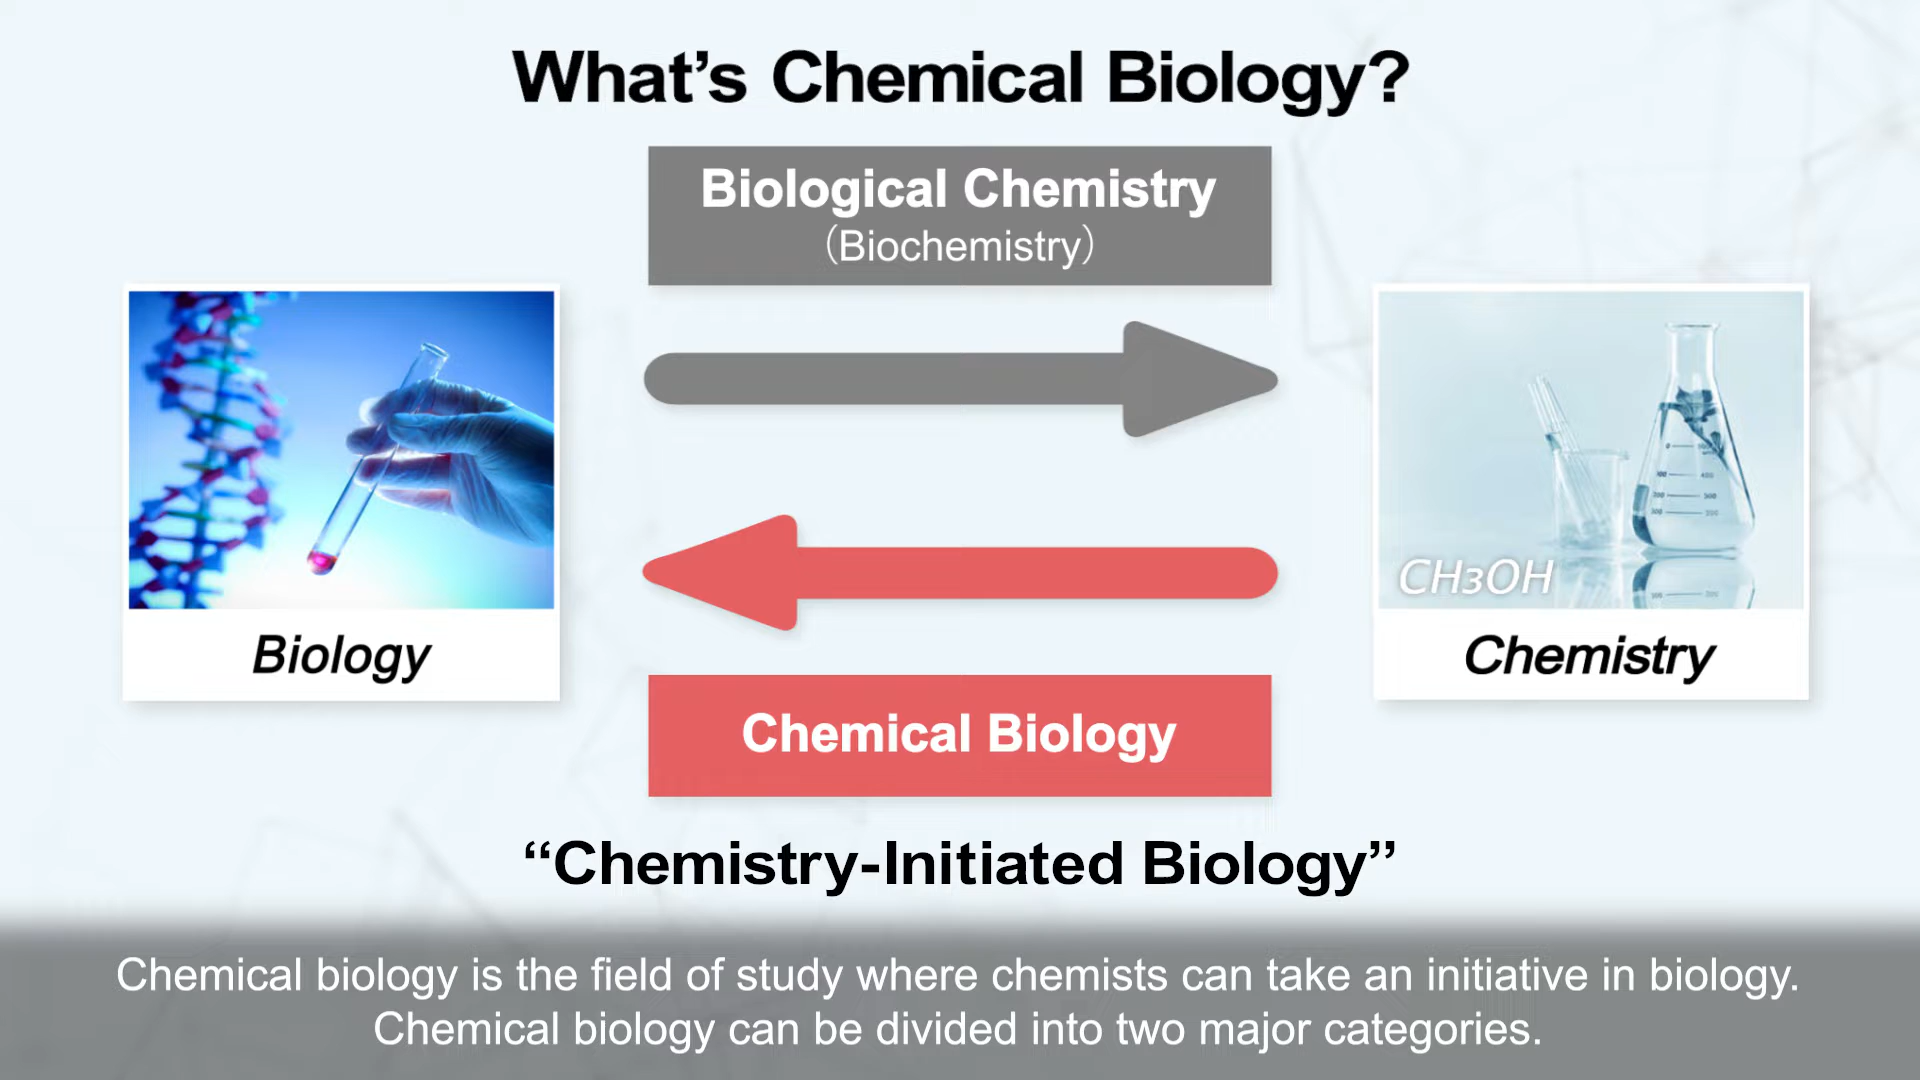 What’s Chemical Biology?
Biological Chemistry
（Biochemistry）
Biology
CH3OH
Chemistry
Chemical Biology
“Chemistry-Initiated Biology”
Chemical biology is the field of study where chemists can take an initiative in biology.
Chemical biology can be divided into two major categories.